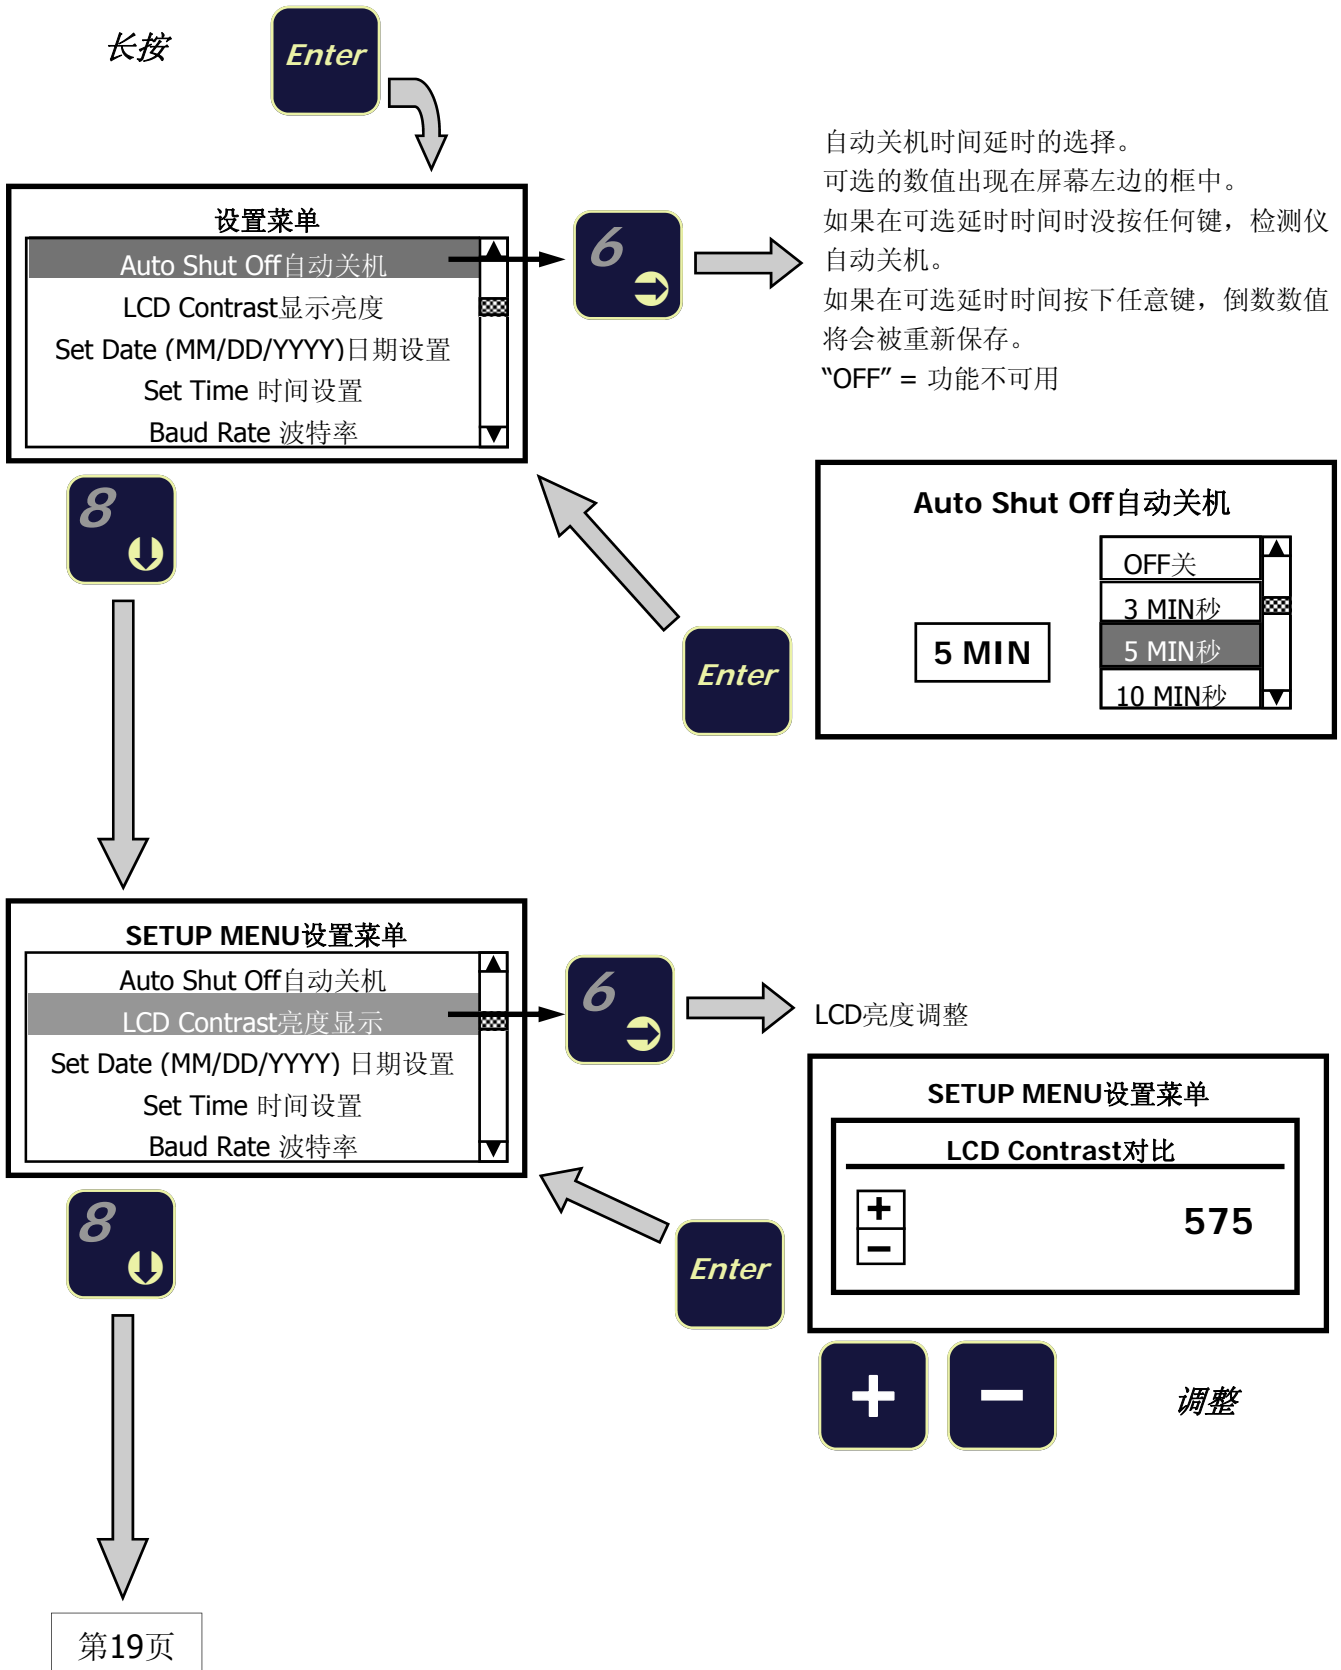 长按
Enter
设置菜单
Auto Shut Off自动关机
LCD Contrast显示亮度
Set Date (MM/DD/YYYY)日期设置
Set Time 时间设置
Baud Rate 波特率
6
自动关机时间延时的选择。
可选的数值出现在屏幕左边的框中。
如果在可选延时时间时没按任何键，检测仪
自动关机。
如果在可选延时时间按下任意键，倒数数值
将会被重新保存。
“OFF” = 功能不可用
8
Auto Shut Off自动关机
OFF关
3 MIN秒
5 MIN秒
10 MIN秒
5 MIN
Enter
SETUP MENU设置菜单
Auto Shut Off自动关机
LCD Contrast亮度显示
Set Date (MM/DD/YYYY) 日期设置
Set Time 时间设置
Baud Rate 波特率
6
LCD亮度调整
SETUP MENU设置菜单
LCD Contrast对比
+
−
575
8
Enter
+
−
调整
第19页